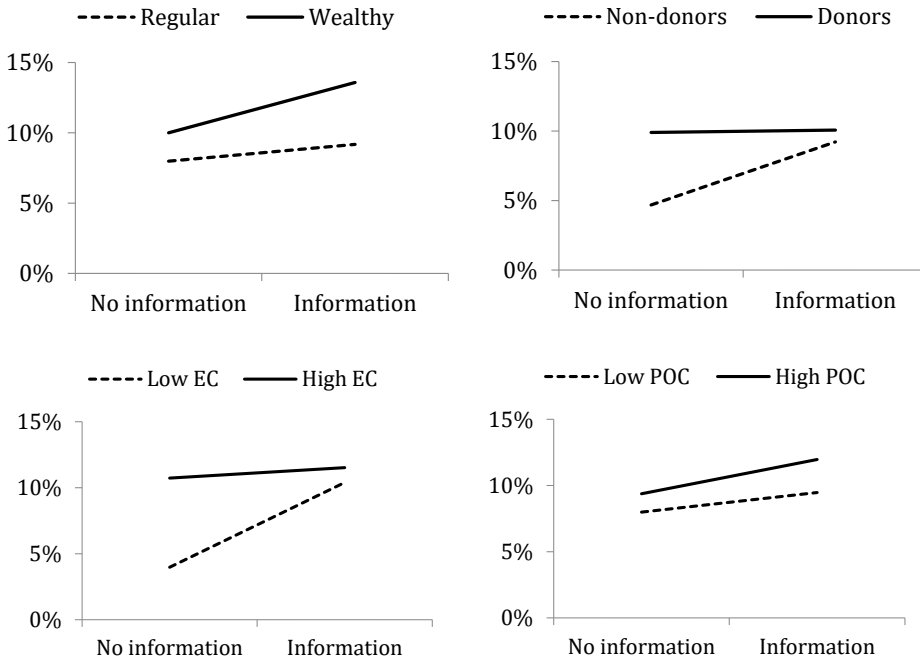 Regular Wealthy
15%
10%
5%
0%
No information Information
Non-donors Donors
15%
10%
5%
0%
No information Information
Low EC High EC
15%
10%
5%
0%
No information Information
Low POC High POC
15%
10%
5%
0%
No information Information